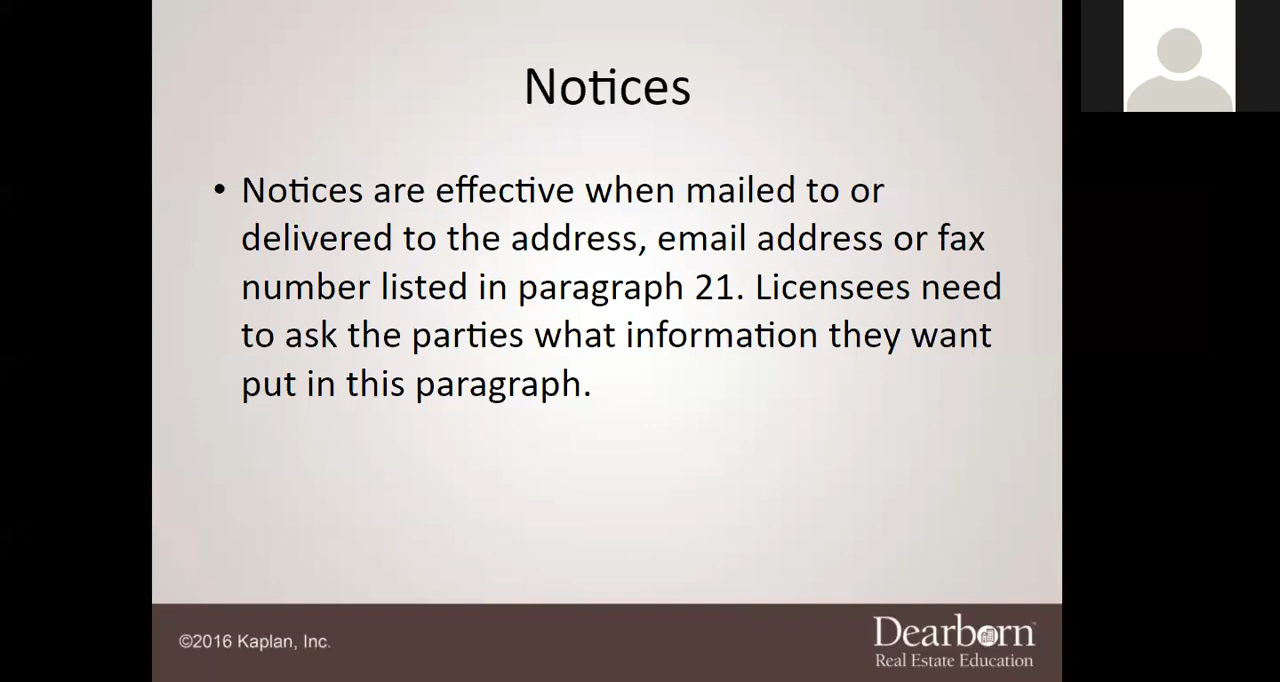 Notices
• Notices are effective when mailed to or
delivered to the address, email address or fax
number listed in paragraph 21. Licensees need
to ask the parties what information they want
put in this paragraph.
©2016 Kaplan, Inc.
Dearborn™
Real Estate Education